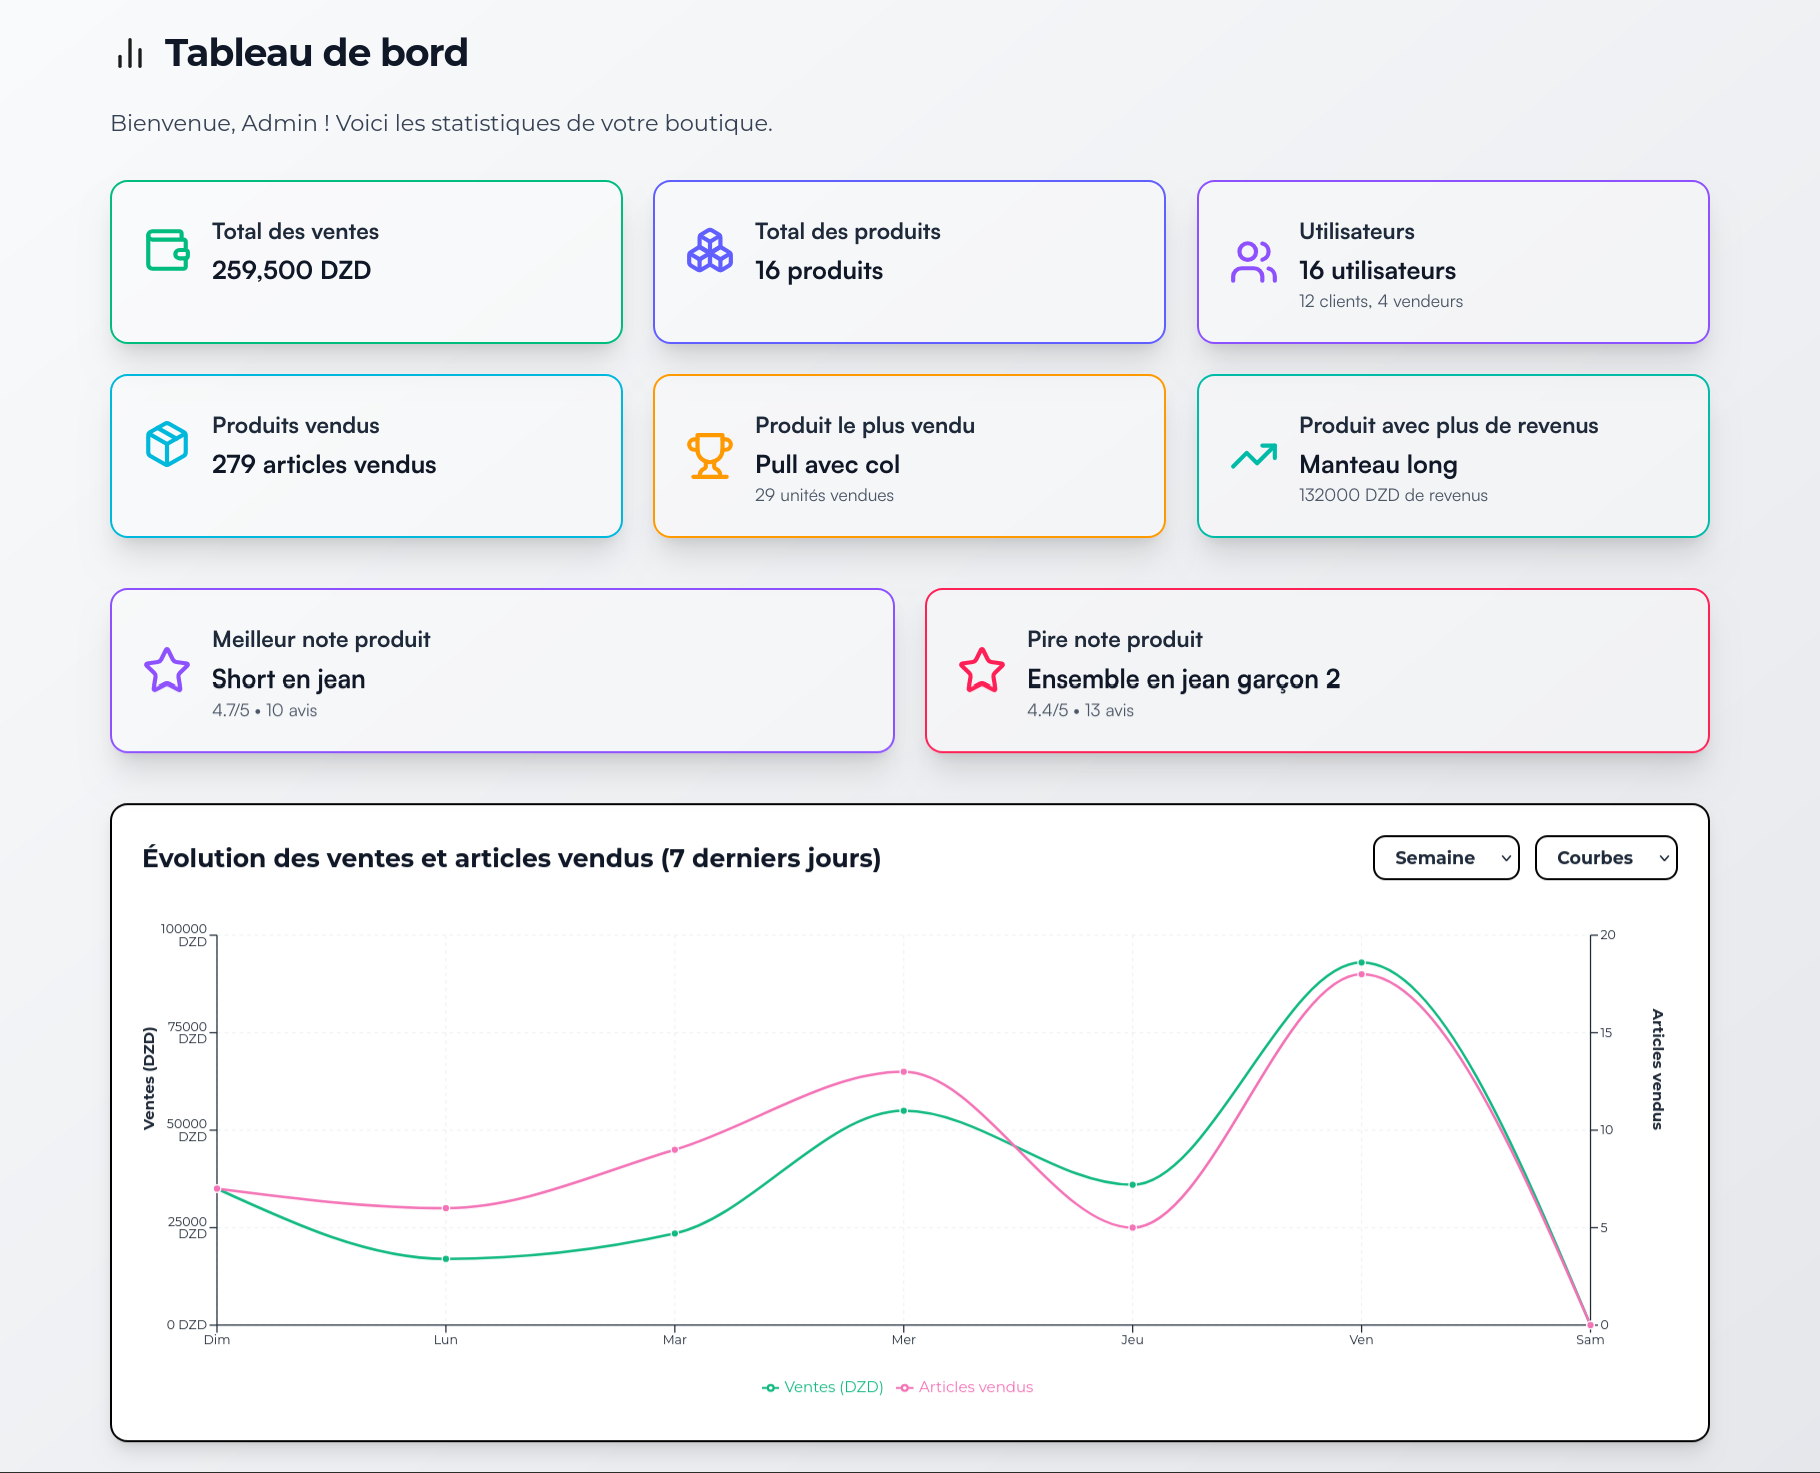 Tableau de bord
Bienvenue, Admin ! Voici les statistiques de votre boutique.
Total des ventes
259,500 DZD
Total des produits
16 produits
Utilisateurs
16 utilisateurs
12 clients, 4 vendeurs
Produits vendus
279 articles vendus
Produit le plus vendu
Pull avec col
29 unités vendues
Produit avec plus de revenus
Manteau long
132000 DZD de revenus
Meilleur note produit
Short en jean
4.7/5 • 10 avis
Pire note produit
Ensemble en jean garçon 2
4.4/5 • 13 avis
Évolution des ventes et articles vendus (7 derniers jours)
Semaine
Courbes
Ventes (DZD)
100000
DZD
75000
DZD
50000
DZD
25000
DZD
0 DZD
20
15
10
5
0
Articles vendus
Dim Lun Mar Mer Jeu Ven Sam
Ventes (DZD) Articles vendus